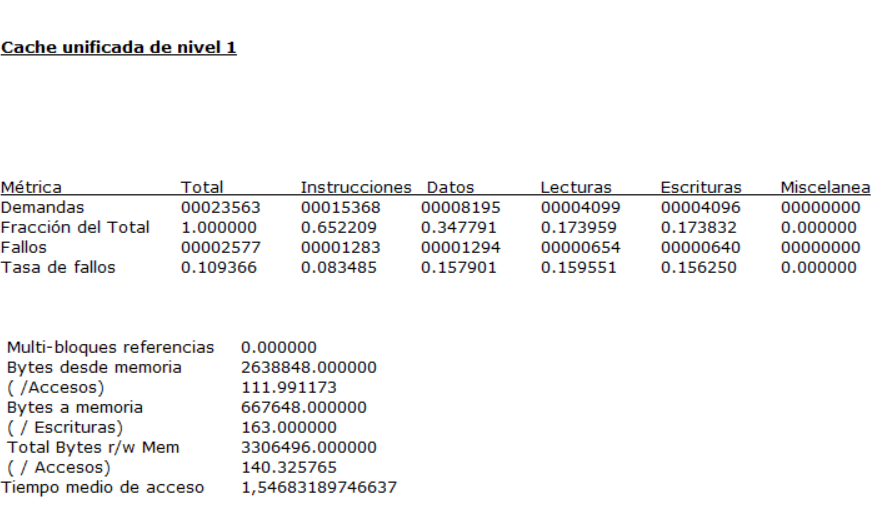 Cache unificada de nivel 1
Métrica Total Instrucciones Datos Lecturas Escrituras Miscelanea
Demandas 00023563 00015368 00008195 00004099 00004096 00000000
Fracción del Total 1.000000 0.652209 0.347791 0.173959 0.173832 0.000000
Fallos 00002577 00001283 00001294 00000654 00000640 00000000
Tasa de fallos 0.109366 0.083485 0.157901 0.159551 0.156250 0.000000
Multi-bloques referencias 0.000000
Bytes desde memoria 2638848.000000
( /Accesos) 111.991173
Bytes a memoria 667648.000000
( / Escrituras) 163.000000
Total Bytes r/w Mem 3306496.000000
( / Accesos) 140.325765
Tiempo medio de acceso 1,54683189746637